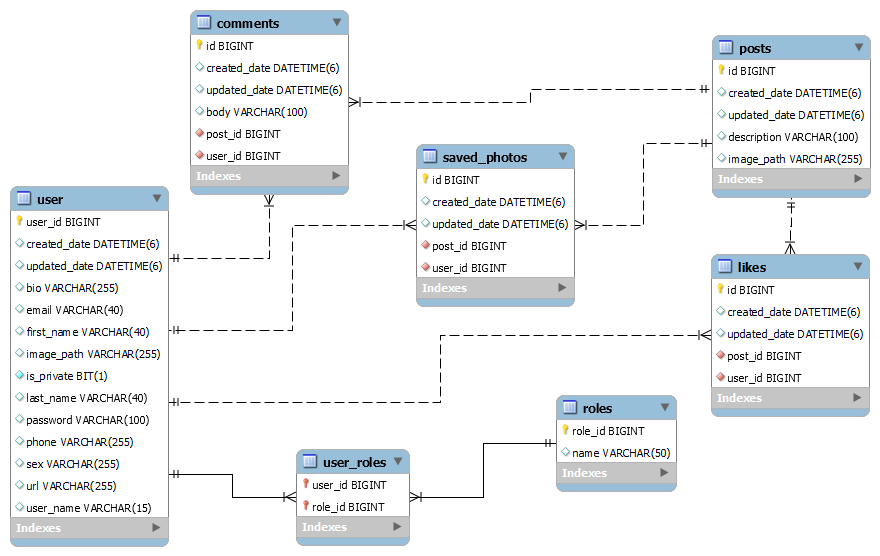 comments
id BIGINT
created_date DATETIME(6)
updated_date DATETIME(6)
body VARCHAR(100)
post_id BIGINT
user_id BIGINT
Indexes
posts
id BIGINT
created_date DATETIME(6)
updated_date DATETIME(6)
description VARCHAR(100)
image_path VARCHAR(255)
Indexes
saved_photos
id BIGINT
created_date DATETIME(6)
updated_date DATETIME(6)
post_id BIGINT
user_id BIGINT
Indexes
user
user_id BIGINT
created_date DATETIME(6)
updated_date DATETIME(6)
bio VARCHAR(255)
email VARCHAR(40)
first_name VARCHAR(40)
image_path VARCHAR(255)
is_private BIT(1)
last_name VARCHAR(40)
password VARCHAR(100)
phone VARCHAR(255)
sex VARCHAR(255)
url VARCHAR(255)
user_name VARCHAR(15)
Indexes
likes
id BIGINT
created_date DATETIME(6)
updated_date DATETIME(6)
post_id BIGINT
user_id BIGINT
Indexes
roles
role_id BIGINT
name VARCHAR(50)
Indexes
user_roles
user_id BIGINT
role_id BIGINT
Indexes